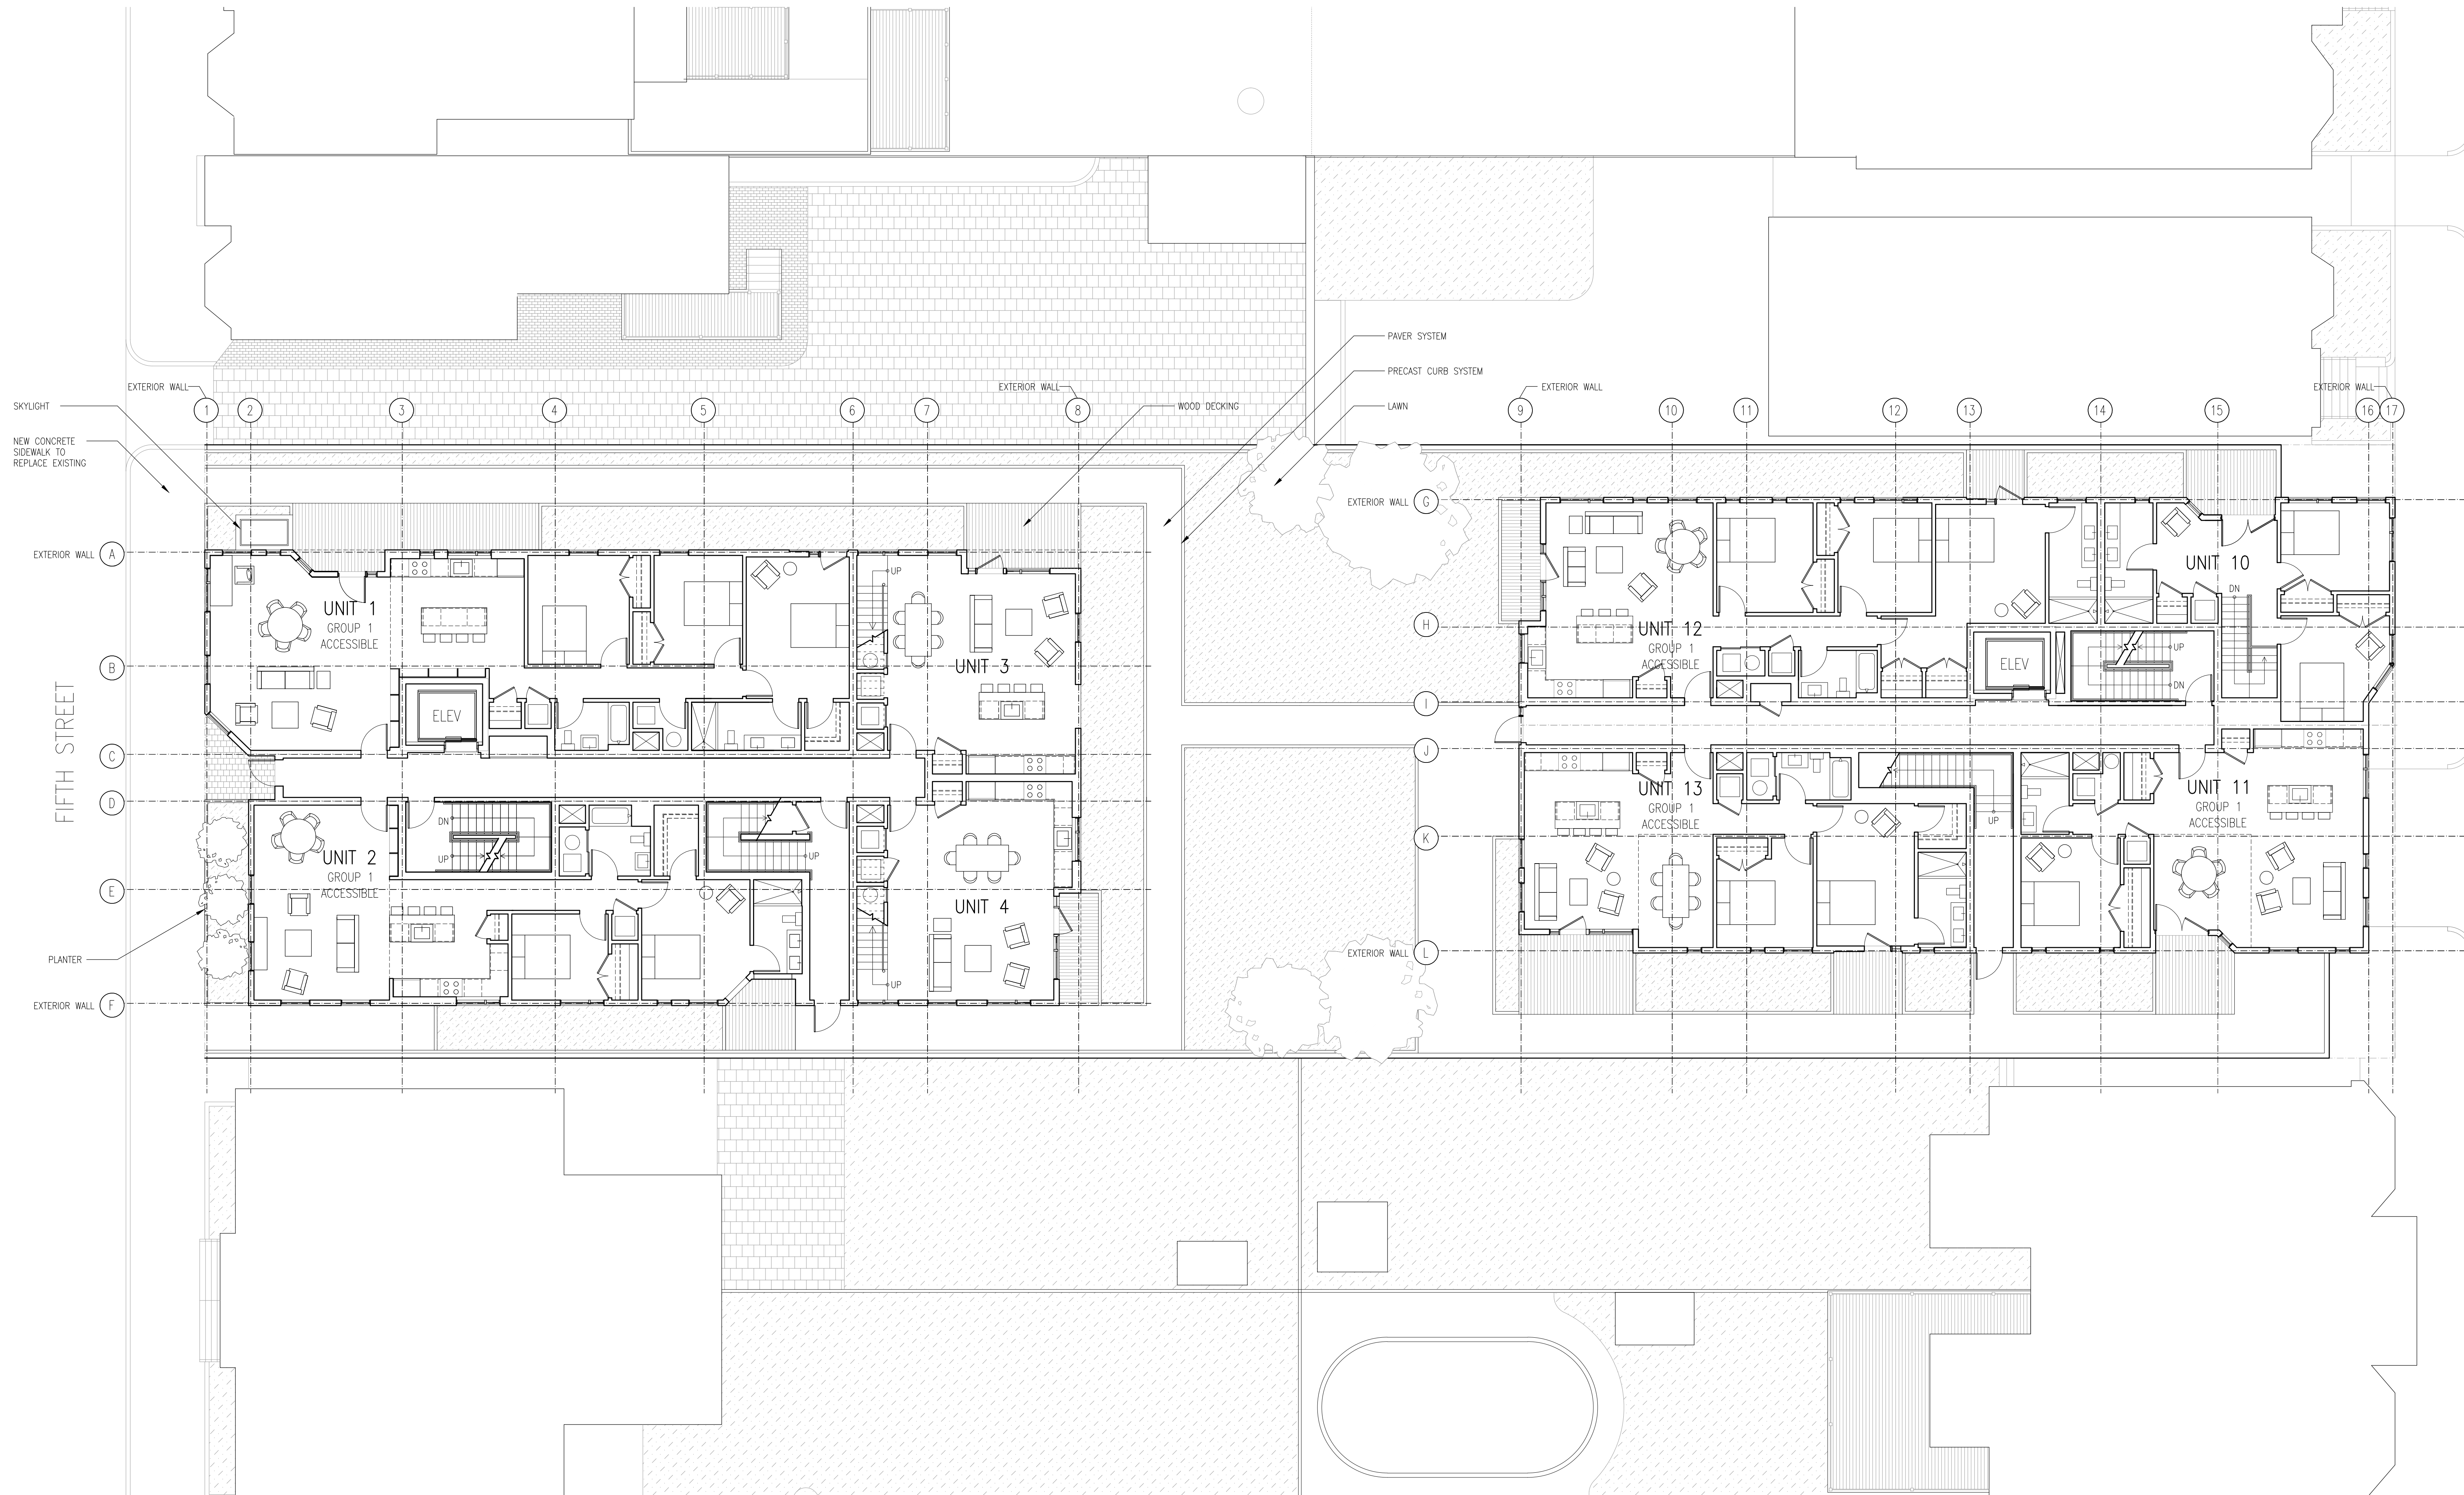 PAVER SYSTEM
PRECAST CURB SYSTEM
EXTERIOR WALL
EXTERIOR WALL
EXTERIOR WALL
EXTERIOR WALL
SKYLIGHT
WOOD DECKING
LAWN
1
2
3
4
5
6
7
8
9
10
11
12
13
14
15
16
17
NEW CONCRETE
SIDEWALK TO
REPLACE EXISTING
EXTERIOR WALL
G
EXTERIOR WALL
A
UNIT 10
UP
DN
UNIT 1
GROUP 1
ACCESSIBLE
H
UNIT 12
GROUP 1
ACCESSIBLE
B
UNIT 3
ELEV
UP
DN
FIFTH STREET
ELEV
I
C
J
D
UNIT 13
GROUP 1
ACCESSIBLE
UNIT 11
GROUP 1
ACCESSIBLE
DN
UP
UP
K
UNIT 2
GROUP 1
ACCESSIBLE
UP
E
UNIT 4
EXTERIOR WALL
L
PLANTER
UP
EXTERIOR WALL
F